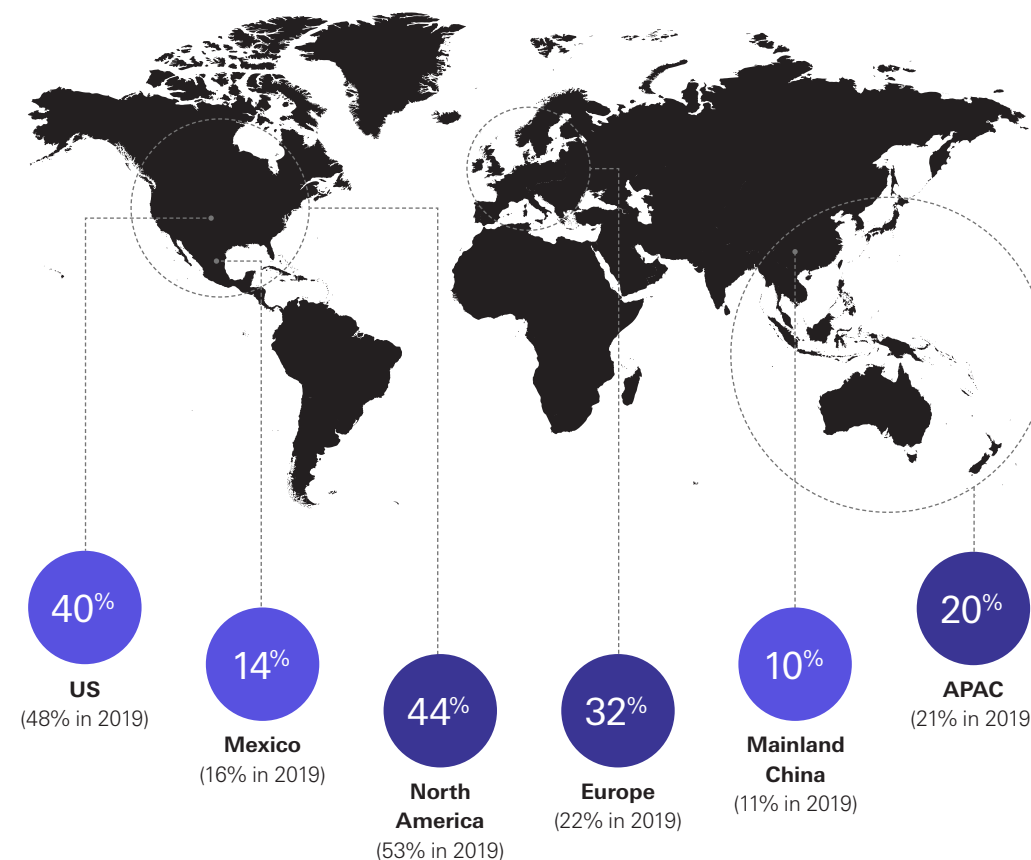 40%
US
(48% in 2019)
14%
Mexico
(16% in 2019)
44%
North
America
(53% in 2019)
32%
Europe
(22% in 2019)
10%
Mainland
China
(11% in 2019)
20%
APAC
(21% in 2019